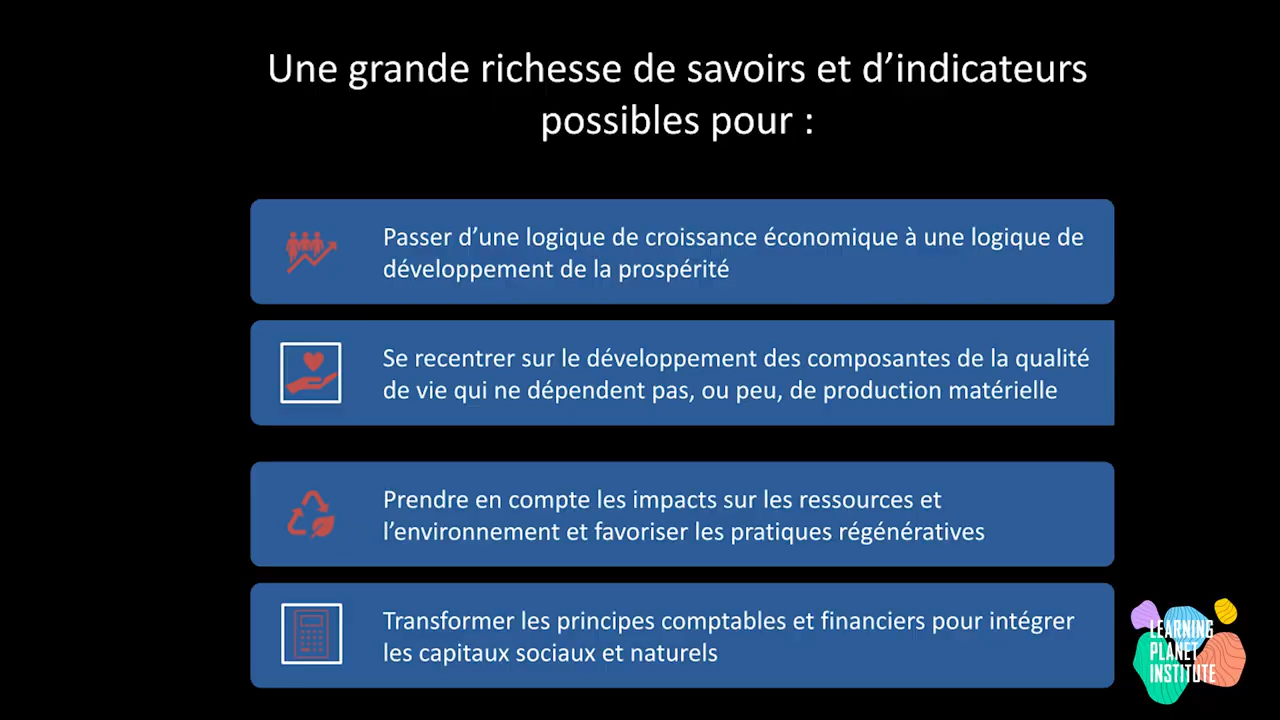 Une grande richesse de savoirs et d’indicateurs
possibles pour :
Passer d’une logique de croissance économique à une logique de
développement de la prospérité
Se recentrer sur le développement des composantes de la qualité
de vie qui ne dépendent pas, ou peu, de production matérielle
Prendre en compte les impacts sur les ressources et
l’environnement et favoriser les pratiques régénératives
Transformer les principes comptables et financiers pour intégrer
les capitaux sociaux et naturels
LEARNING
PLANET
INSTITUTE